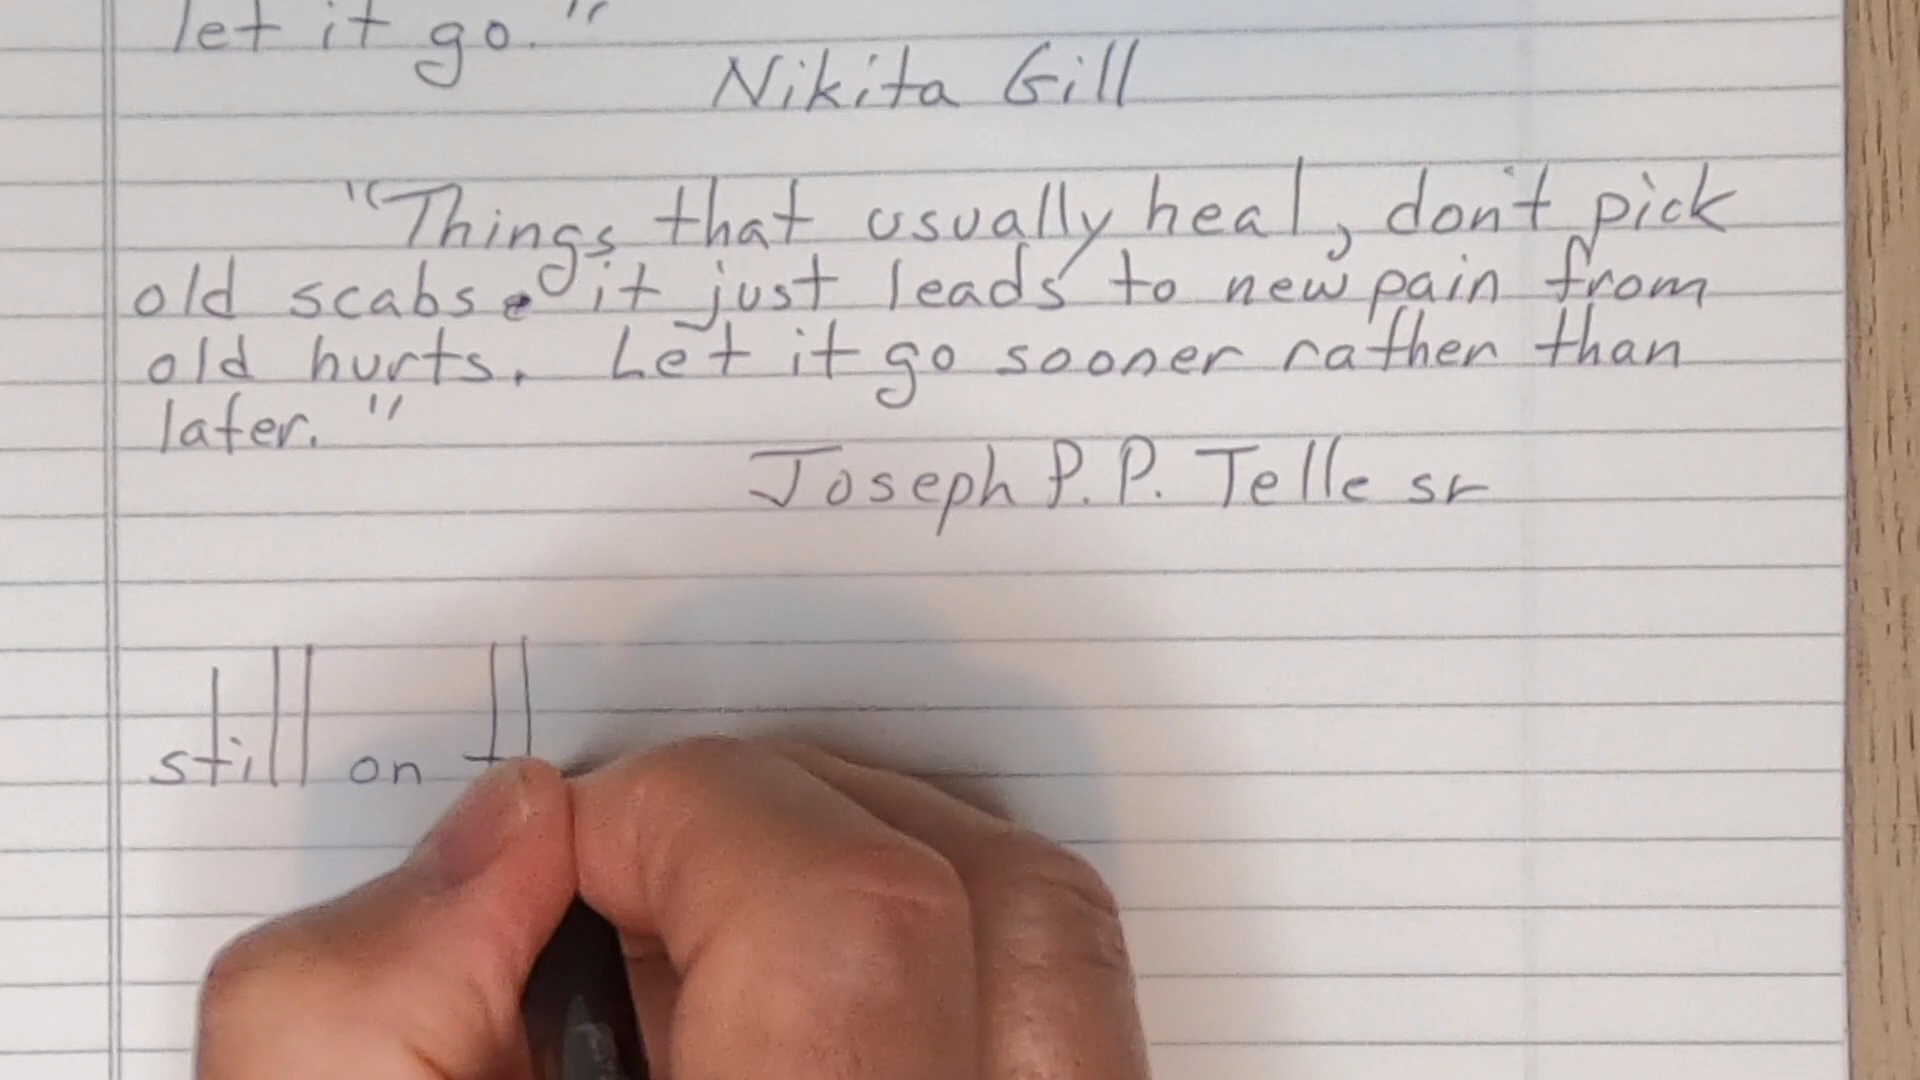 let it go."
Nikita Gill
"Things that usually heal, don't pick
old scabs. it just leads to new pain from
old hurts. Let it go sooner rather than
later."
Joseph P. P. Telle sr
still on